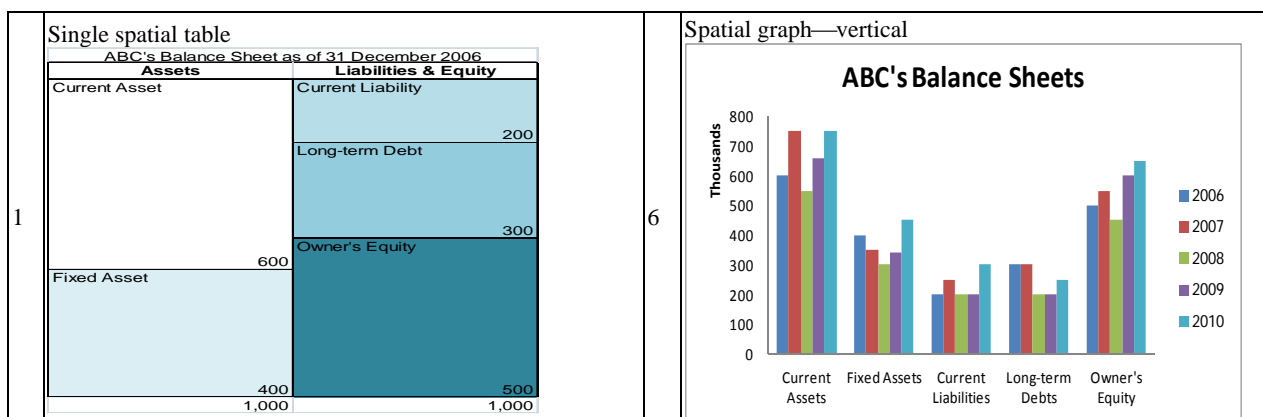 1
Single spatial table
ABC's Balance Sheet as of 31 December 2006
Assets Liabilities & Equity
Current Asset
600
Fixed Asset
400
1,000
Current Liability
200
Long-term Debt
300
Owner's Equity
500
1,000
6
Spatial graph—vertical
ABC's Balance Sheets
Thousands
800
700
600
500
400
300
200
100
0
Current Assets
Fixed Assets
Current Liabilities
Long-term Debts
Owner's Equity
2006
2007
2008
2009
2010